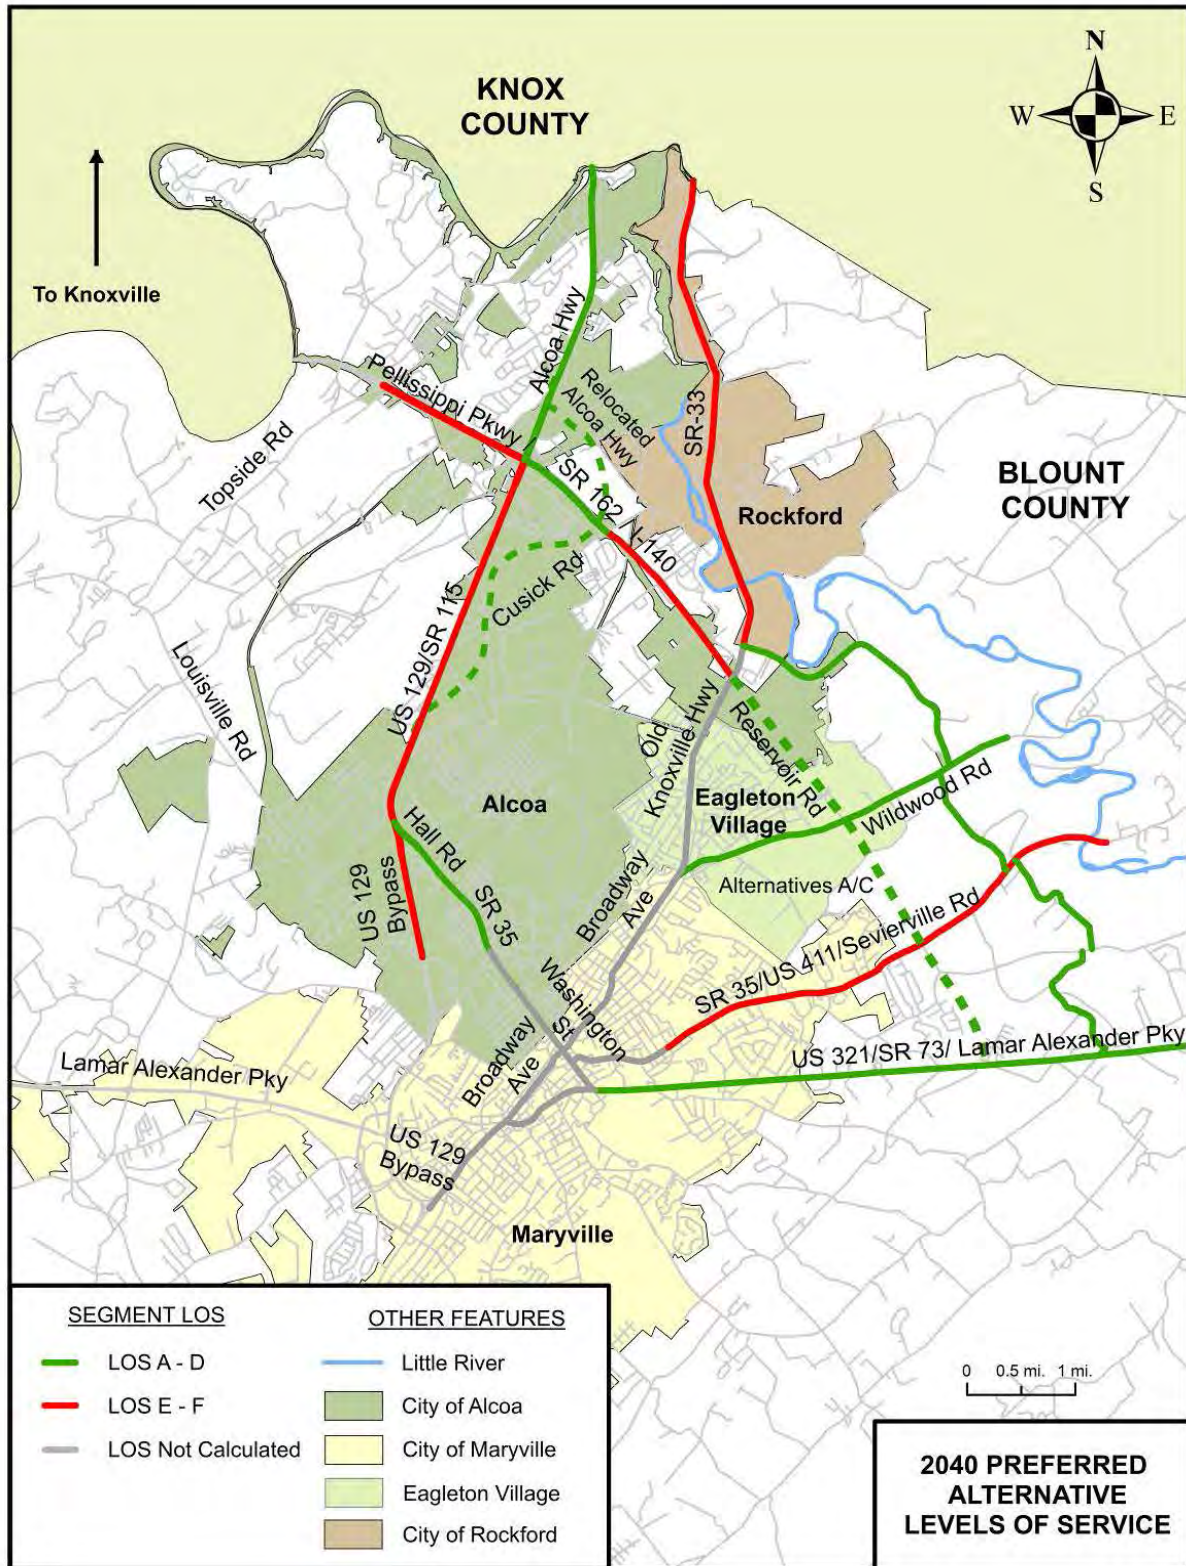 N
W
E
S
KNOX
COUNTY
To Knoxville
Alcoa Hwy
Pellissippi Pkwy
Relocated
Alcoa Hwy
SR-33
Topside Rd
SR 162 / I-140
BLOUNT
COUNTY
Rockford
Cusick Rd
US 129/SR 115
Louisville Rd
Old
Knoxville Hwy
Reservoir Rd
Alcoa
Eagleton
Village
Wildwood Rd
Hall Rd
US 129
Bypass
SR 35
Broadway
Ave
Alternatives A/C
SR 35/US 411/Sevierville Rd
Washington
St
Broadway
Ave
Lamar Alexander Pky
US 321/SR 73/ Lamar Alexander Pky
US 129
Bypass
Maryville
SEGMENT LOS
LOS A - D
LOS E - F
LOS Not Calculated
OTHER FEATURES
Little River
City of Alcoa
City of Maryville
Eagleton Village
City of Rockford
0 0.5 mi. 1 mi.
2040 PREFERRED
ALTERNATIVE
LEVELS OF SERVICE